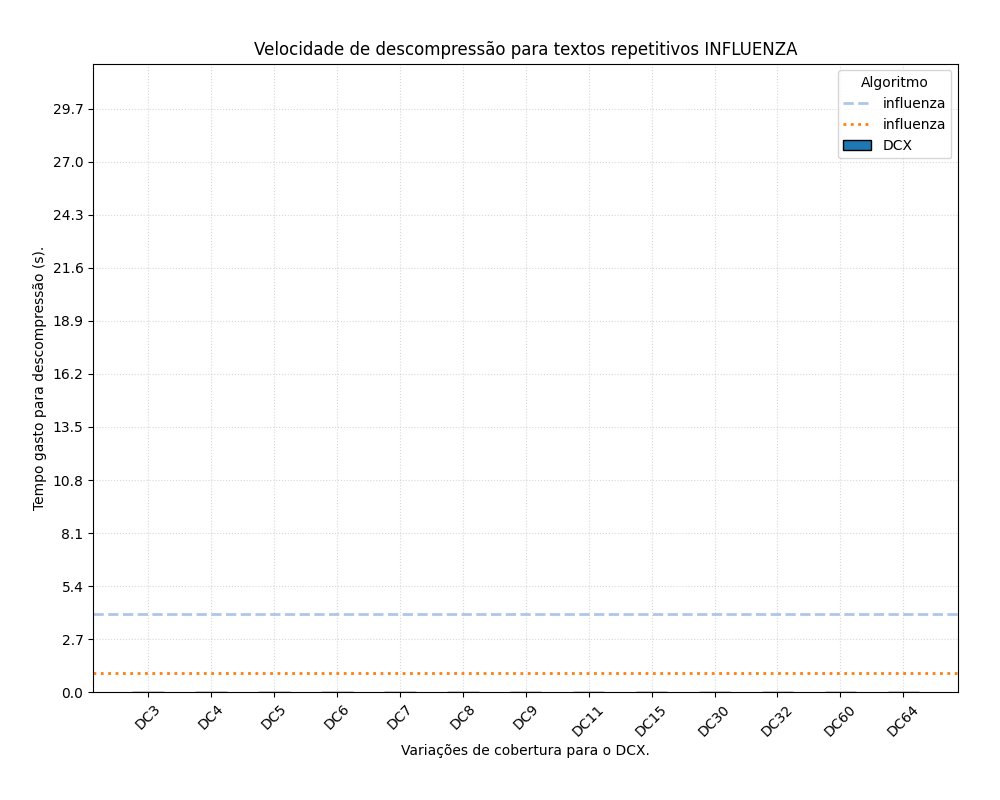 Velocidade de descompressão para textos repetitivos INFLUENZA
Algoritmo
influenza
influenza
DCX
Tempo gasto para descompressão (s).
29.7
27.0
24.3
21.6
18.9
16.2
13.5
10.8
8.1
5.4
2.7
0.0
DC3
DC4
DC5
DC6
DC7
DC8
DC9
DC11
DC15
DC30
DC32
DC60
DC64
Variações de cobertura para o DCX.